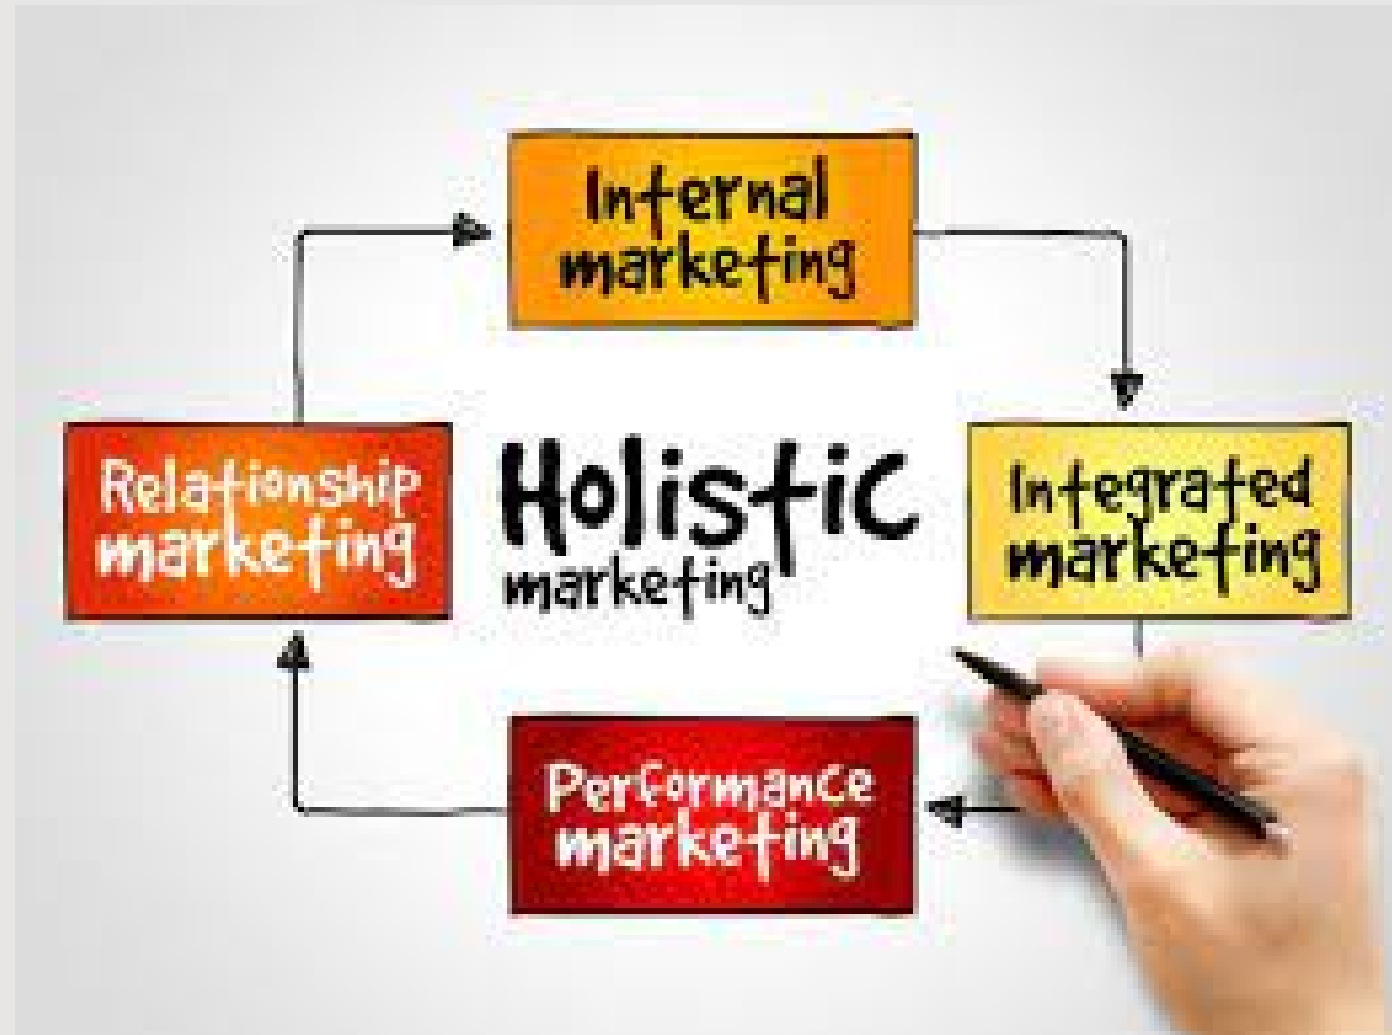 Internal
marketing
Relationship
marketing
Holistic
marketing
Integrated
marketing
Performance
marketing